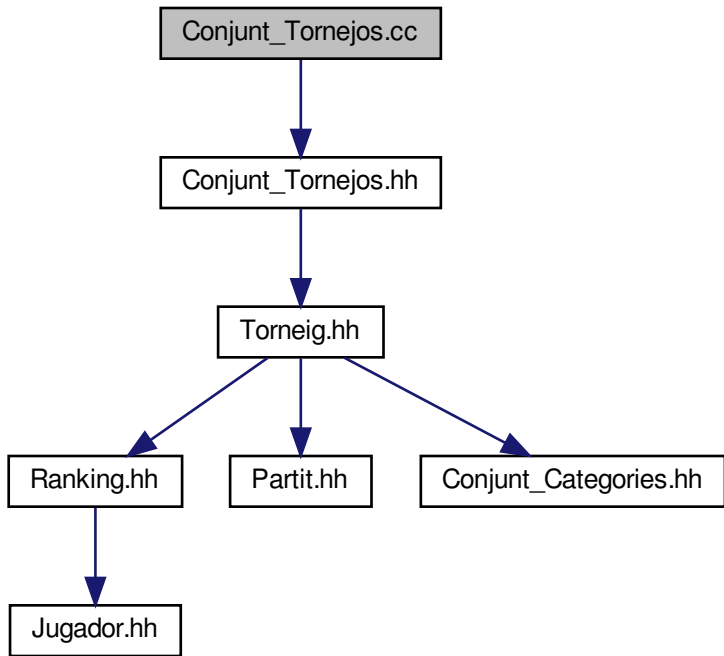 Conjunt_Tornejos.cc
Conjunt_Tornejos.hh
Torneig.hh
Ranking.hh
Partit.hh
Conjunt_Categories.hh
Jugador.hh